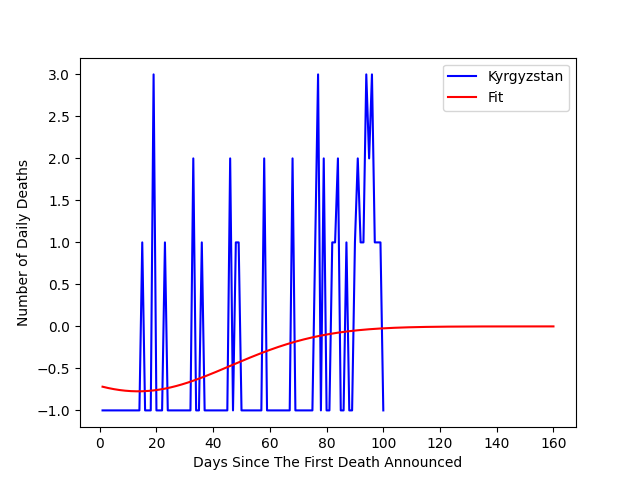 Kyrgyzstan
Fit
3.0
2.5
2.0
1.5
1.0
0.5
0.0
−0.5
−1.0
Number of Daily Deaths
0 20 40 60 80 100 120 140 160
Days Since The First Death Announced